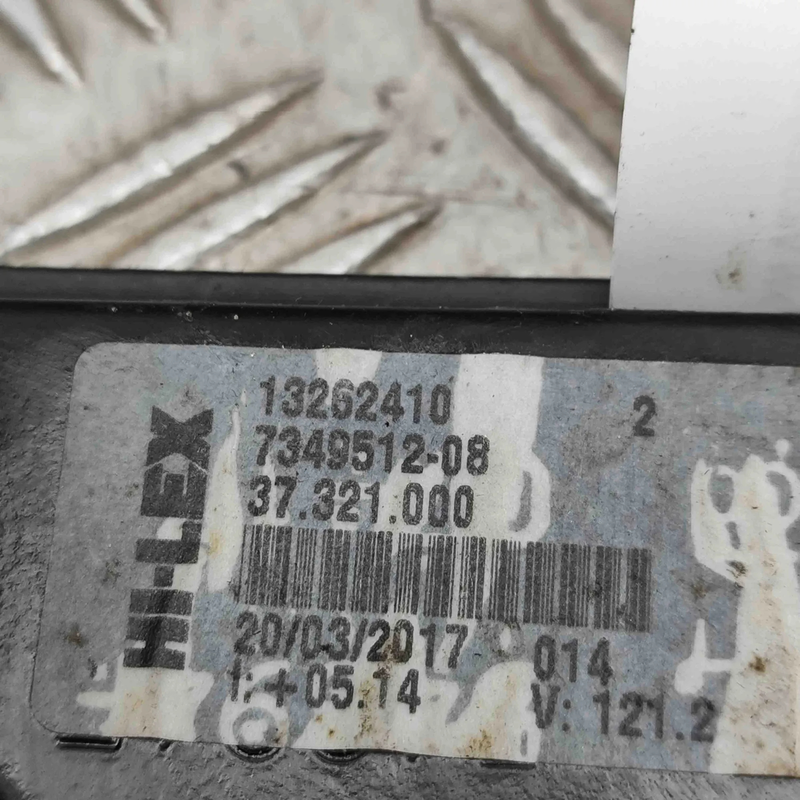 HI-LEX
13262410 2
7349512-08
37.321.000
20/03/2017 014
I: +05.14 V: 121.2